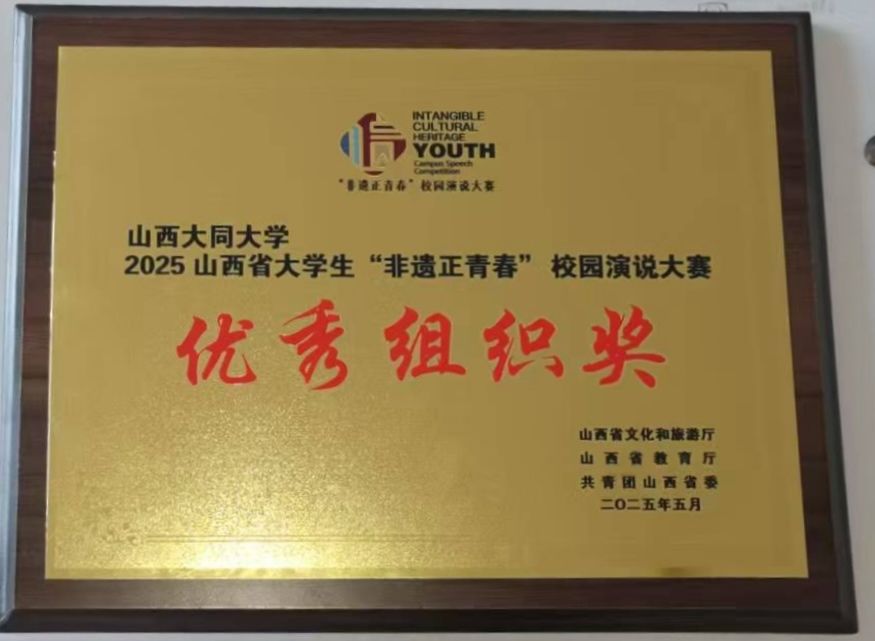 INTANGIBLE
CULTURAL
HERITAGE
YOUTH
Campus Speech
Competition
“非遗正青春”校园演说大赛
山西大同大学
2025 山西省大学生“非遗正青春”校园演说大赛
优秀组织奖
山西省文化和旅游厅
山西省教育厅
共青团山西省委
二〇二五年五月